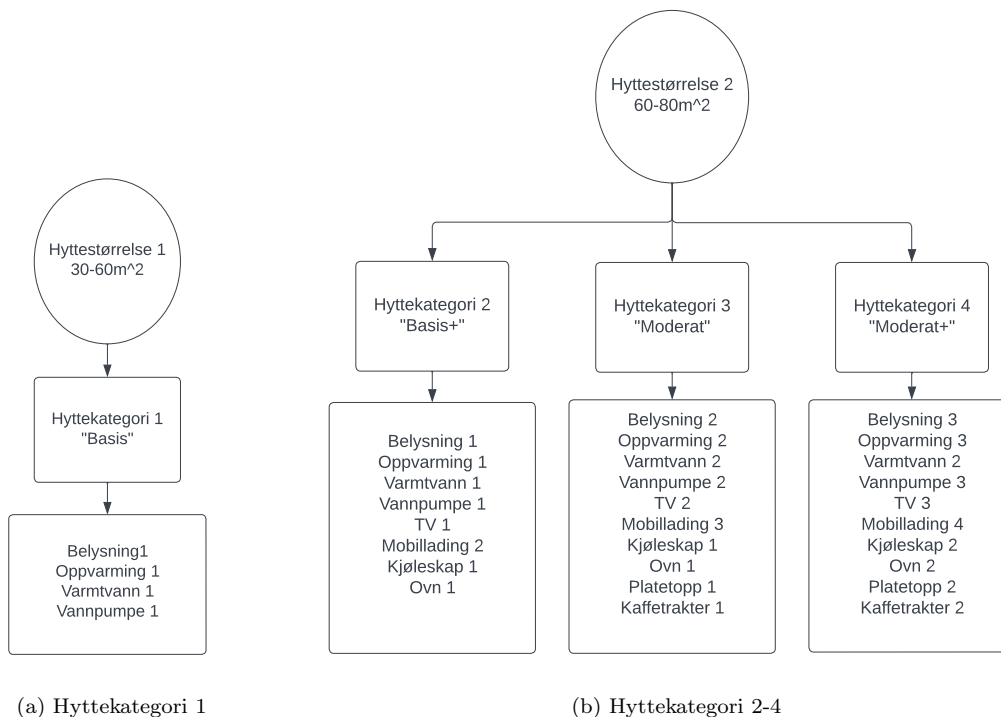 Hyttestørrelse 1
30-60m^2
Hyttekategori 1
"Basis"
Belysning1
Oppvarming 1
Varmtvann 1
Vannpumpe 1
(a) Hyttekategori 1
Hyttestørrelse 2
60-80m^2
Hyttekategori 2
"Basis+"
Belysning 1
Oppvarming 1
Varmtvann 1
Vannpumpe 1
TV 1
Mobillading 2
Kjøleskap 1
Ovn 1
Hyttekategori 3
"Moderat"
Belysning 2
Oppvarming 2
Varmtvann 2
Vannpumpe 2
TV 2
Mobillading 3
Kjøleskap 1
Ovn 1
Platetopp 1
Kaffetrakter 1
Hyttekategori 4
"Moderat+"
Belysning 3
Oppvarming 3
Varmtvann 2
Vannpumpe 3
TV 3
Mobillading 4
Kjøleskap 2
Ovn 2
Platetopp 2
Kaffetrakter 2
(b) Hyttekategori 2-4